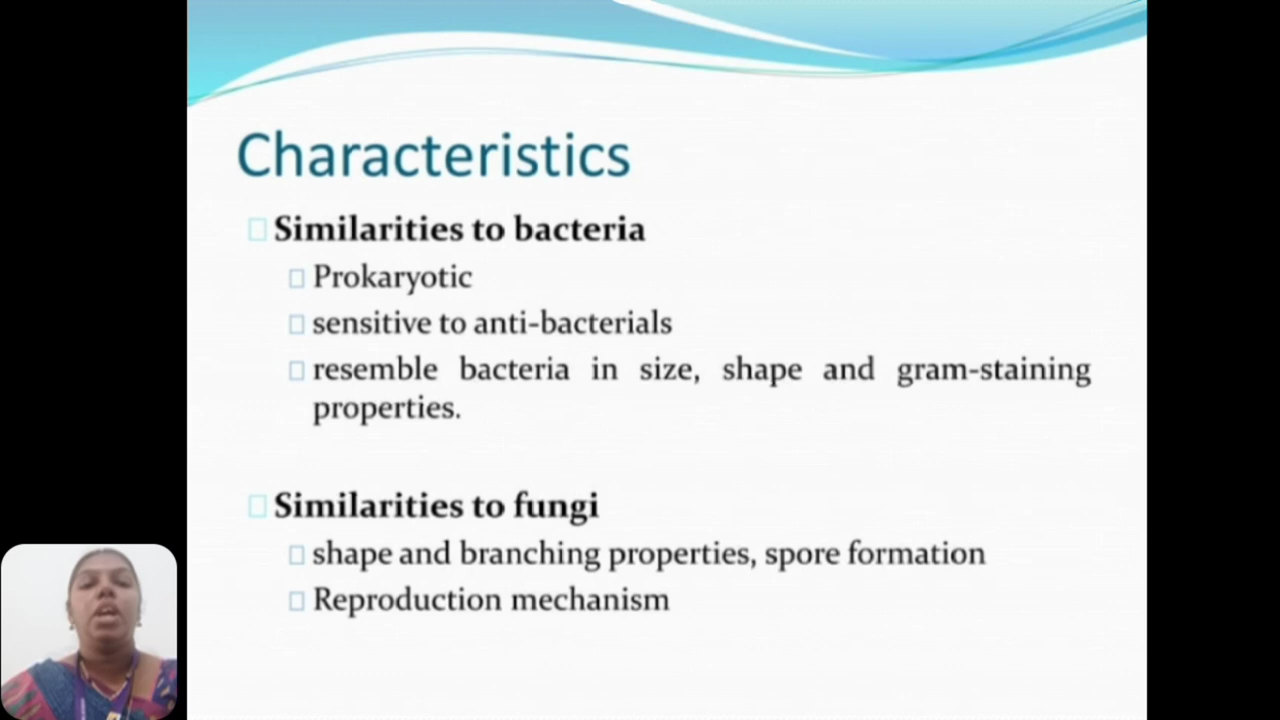 Characteristics
Similarities to bacteria
Prokaryotic
sensitive to anti-bacterials
resemble bacteria in size, shape and gram-staining
properties.
Similarities to fungi
shape and branching properties, spore formation
Reproduction mechanism